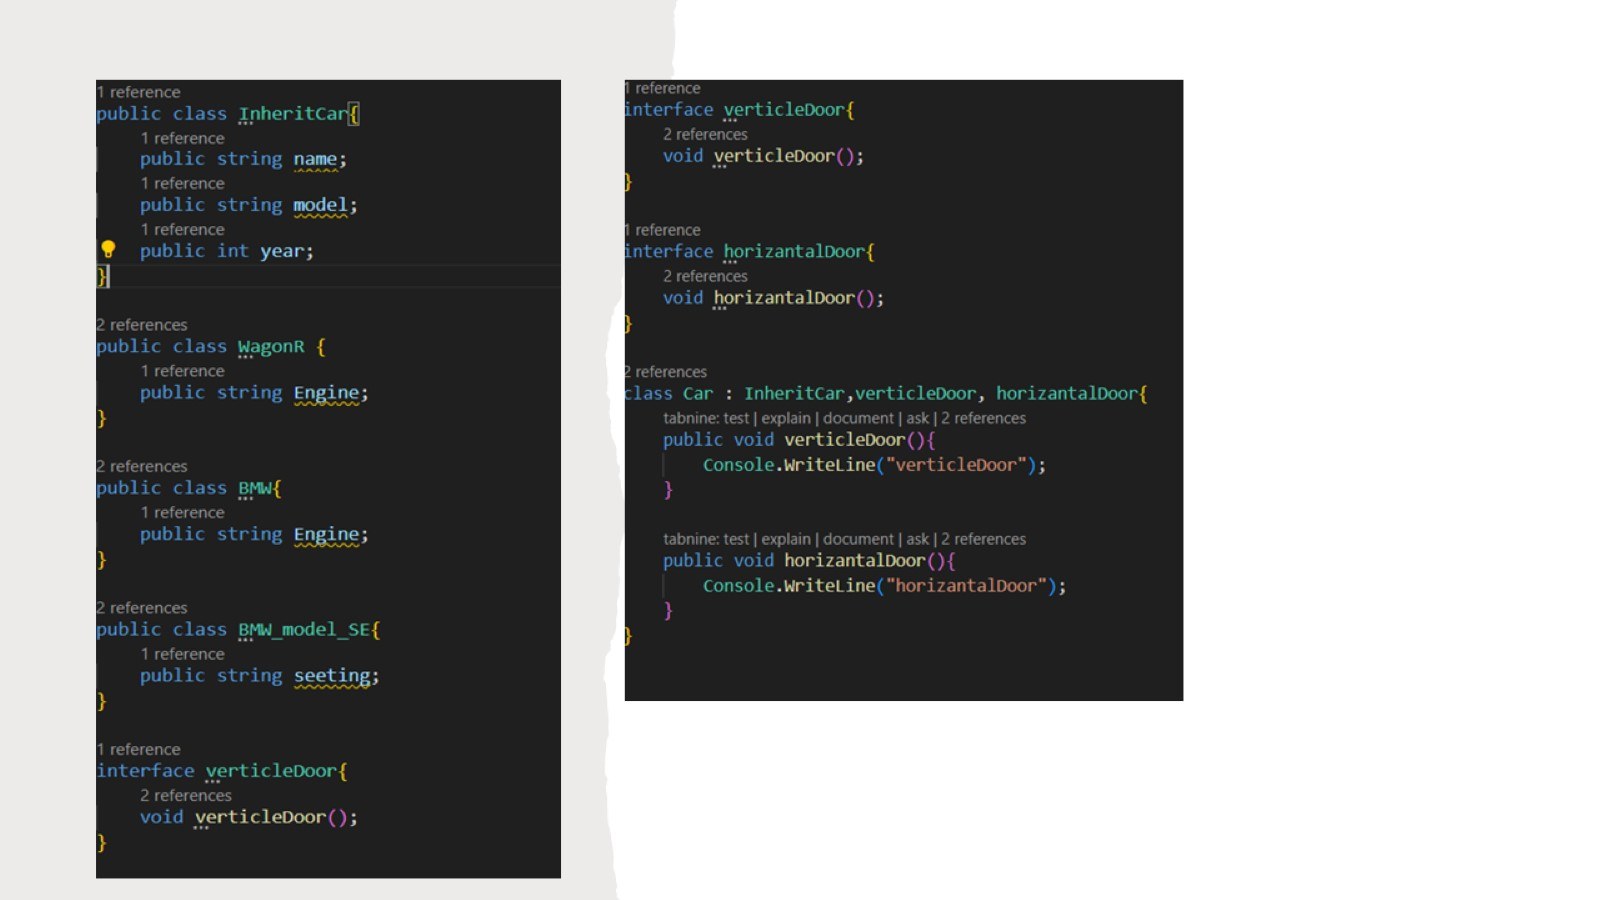 1 reference
public class InheritCar{
1 reference
public string name;
1 reference
public string model;
1 reference
public int year;
}
2 references
public class WagonR {
1 reference
public string Engine;
}
2 references
public class BMW{
1 reference
public string Engine;
}
2 references
public class BMW_model_SE{
1 reference
public string seeting;
}
1 reference
interface verticleDoor{
2 references
void verticleDoor();
}
1 reference
interface verticleDoor{
2 references
void verticleDoor();
}
1 reference
interface horizantalDoor{
2 references
void horizantalDoor();
}
2 references
class Car : InheritCar,verticleDoor, horizantalDoor{
tabnine: test | explain | document | ask | 2 references
public void verticleDoor(){
Console.WriteLine("verticleDoor");
}
tabnine: test | explain | document | ask | 2 references
public void horizantalDoor(){
Console.WriteLine("horizantalDoor");
}
}